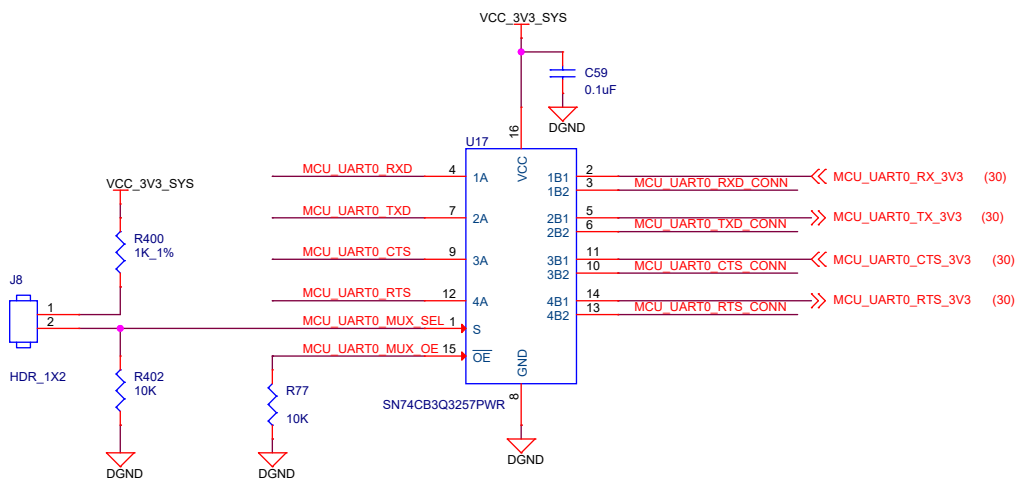 VCC_3V3_SYS
C59
0.1uF
DGND
16
U17
VCC
MCU_UART0_RXD 4 1A
1B1 2 MCU_UART0_RX_3V3 (30)
1B2 3 MCU_UART0_RXD_CONN
VCC_3V3_SYS
MCU_UART0_TXD 7 2A
2B1 5 MCU_UART0_TX_3V3 (30)
2B2 6 MCU_UART0_TXD_CONN
R400
1K_1%
MCU_UART0_CTS 9 3A
3B1 11 MCU_UART0_CTS_3V3 (30)
3B2 10 MCU_UART0_CTS_CONN
J8
MCU_UART0_RTS 12 4A
4B1 14 MCU_UART0_RTS_3V3 (30)
4B2 13 MCU_UART0_RTS_CONN
1
2
MCU_UART0_MUX_SEL 1 S
MCU_UART0_MUX_OE 15 OE
GND
HDR_1X2
R402
10K
R77
10K
SN74CB3Q3257PWR
8
DGND
DGND
DGND